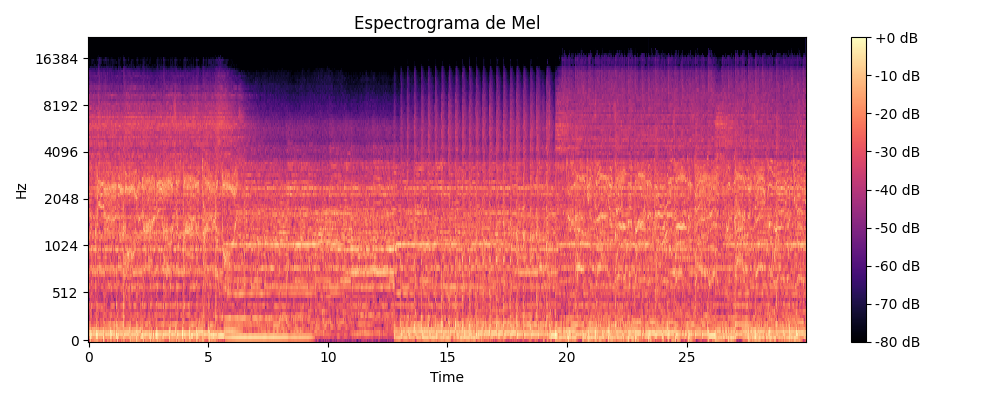 Espectrograma de Mel
Hz
16384
8192
4096
2048
1024
512
0
0 5 10 15 20 25
Time
+0 dB
-10 dB
-20 dB
-30 dB
-40 dB
-50 dB
-60 dB
-70 dB
-80 dB